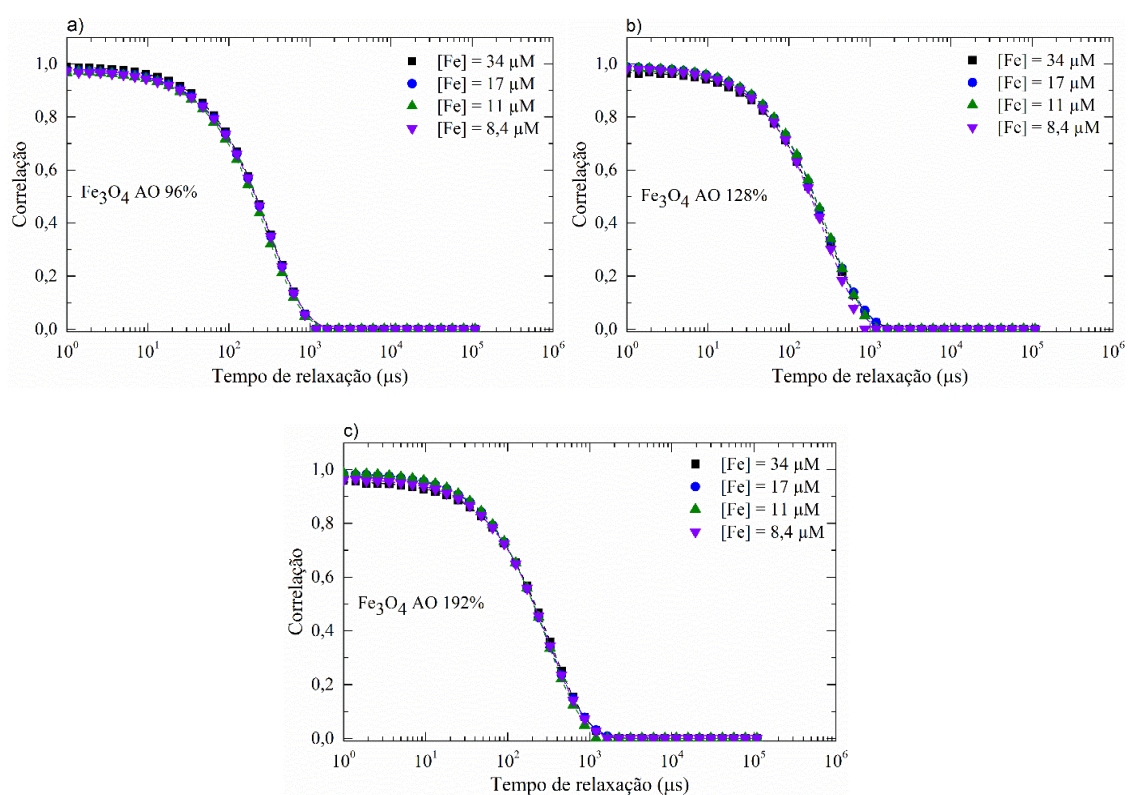 a)
1,0
0,8
0,6
0,4
0,2
0,0
Correlação
[Fe] = 34 µM
[Fe] = 17 µM
[Fe] = 11 µM
[Fe] = 8,4 µM
Fe3O4 AO 96%
10^0 10^1 10^2 10^3 10^4 10^5 10^6
Tempo de relaxação (µs)
b)
1,0
0,8
0,6
0,4
0,2
0,0
Correlação
[Fe] = 34 µM
[Fe] = 17 µM
[Fe] = 11 µM
[Fe] = 8,4 µM
Fe3O4 AO 128%
10^0 10^1 10^2 10^3 10^4 10^5 10^6
Tempo de relaxação (µs)
c)
1,0
0,8
0,6
0,4
0,2
0,0
Correlação
[Fe] = 34 µM
[Fe] = 17 µM
[Fe] = 11 µM
[Fe] = 8,4 µM
Fe3O4 AO 192%
10^0 10^1 10^2 10^3 10^4 10^5 10^6
Tempo de relaxação (µs)